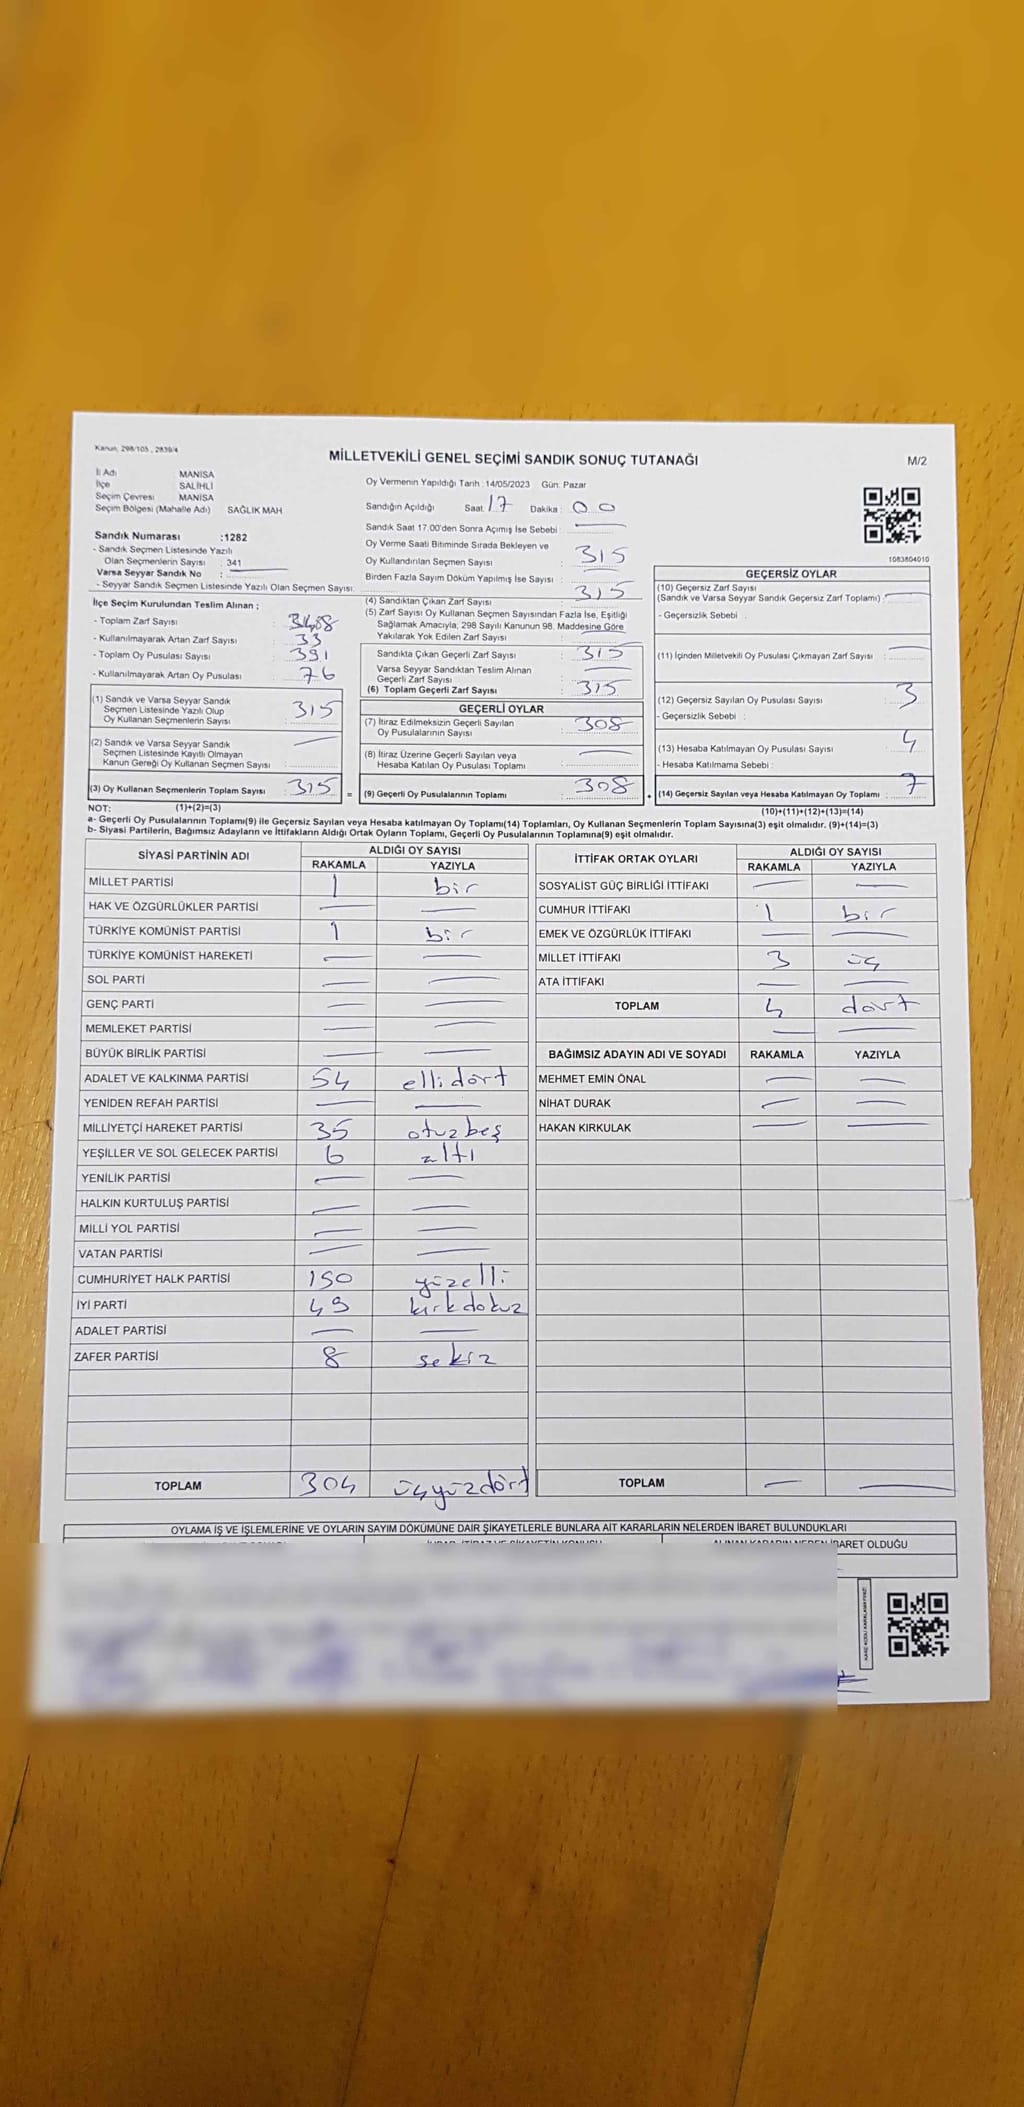 Kanun: 298/105 , 2839/4
MİLLETVEKİLİ GENEL SEÇİMİ SANDIK SONUÇ TUTANAĞI
M/2
İl Adı MANİSA
İlçe SALİHLİ
Seçim Çevresi MANİSA
Seçim Bölgesi (Mahalle Adı) SAĞLIK MAH
Sandık Numarası :1282
- Sandık Seçmen Listesinde Yazılı
Olan Seçmenlerin Sayısı : 341
Varsa Seyyar Sandık No :
- Seyyar Sandık Seçmen Listesinde Yazılı Olan Seçmen Sayısı:
İlçe Seçim Kurulundan Teslim Alınan ;
- Toplam Zarf Sayısı : 348
- Kullanılmayarak Artan Zarf Sayısı : 33
- Toplam Oy Pusulası Sayısı : 391
- Kullanılmayarak Artan Oy Pusulası : 76
(1) Sandık ve Varsa Seyyar Sandık
Seçmen Listesinde Yazılı Olup
Oy Kullanan Seçmenlerin Sayısı : 315
(2) Sandık ve Varsa Seyyar Sandık
Seçmen Listesinde Kayıtlı Olmayan
Kanun Gereği Oy Kullanan Seçmen Sayısı :
(3) Oy Kullanan Seçmenlerin Toplam Sayısı : 315 =
Oy Vermenin Yapıldığı Tarih :14/05/2023 Gün: Pazar
Sandığın Açıldığı Saat: 17 Dakika : 00
Sandık Saat 17.00'den Sonra Açımış İse Sebebi :
Oy Verme Saati Bitiminde Sırada Bekleyen ve
Oy Kullandırılan Seçmen Sayısı : 315
Birden Fazla Sayım Döküm Yapılmış İse Sayısı :
(4) Sandıktan Çıkan Zarf Sayısı : 315
(5) Zarf Sayısı Oy Kullanan Seçmen Sayısından Fazla İse, Eşitliği
Sağlamak Amacıyla, 298 Sayılı Kanunun 98. Maddesine Göre
Yakılarak Yok Edilen Zarf Sayısı :
Sandıkta Çıkan Geçerli Zarf Sayısı : 315
Varsa Seyyar Sandıktan Teslim Alınan
Geçerli Zarf Sayısı :
(6) Toplam Geçerli Zarf Sayısı : 315
GEÇERLİ OYLAR
(7) İtiraz Edilmeksizin Geçerli Sayılan
Oy Pusulalarının Sayısı : 308
(8) İtiraz Üzerine Geçerli Sayılan veya
Hesaba Katılan Oy Pusulası Toplamı :
(9) Geçerli Oy Pusulalarının Toplamı : 308 +
1083804010
GEÇERSİZ OYLAR
(10) Geçersiz Zarf Sayısı
(Sandık ve Varsa Seyyar Sandık Geçersiz Zarf Toplamı) :
- Geçersizlik Sebebi :
(11) İçinden Milletvekili Oy Pusulası Çıkmayan Zarf Sayısı :
(12) Geçersiz Sayılan Oy Pusulası Sayısı : 3
- Geçersizlik Sebebi :
(13) Hesaba Katılmayan Oy Pusulası Sayısı : 4
- Hesaba Katılmama Sebebi :
(14) Geçersiz Sayılan veya Hesaba Katılmayan Oy Toplamı : 7
NOT: (1)+(2)=(3) (10)+(11)+(12)+(13)=(14)
a- Geçerli Oy Pusulaları Toplamı(9) ile Geçersiz Sayılan veya Hesaba katılmayan Oy Toplamı(14) Toplamları, Oy Kullanan Seçmenlerin Toplam Sayısına(3) eşit olmalıdır. (9)+(14)=(3)
b- Siyasi Partilerin, Bağımsız Adayların ve İttifakların Aldığı Ortak Oyların Toplamı, Geçerli Oy Pusulalarının Toplamına(9) eşit olmalıdır.
SİYASİ PARTİNİN ADI ALDIĞI OY SAYISI
RAKAMLA YAZIYLA
MİLLET PARTİSİ 1 bir
HAK VE ÖZGÜRLÜKLER PARTİSİ
TÜRKİYE KOMÜNİST PARTİSİ 1 bir
TÜRKİYE KOMÜNİST HAREKETİ
SOL PARTİ
GENÇ PARTİ
MEMLEKET PARTİSİ
BÜYÜK BİRLİK PARTİSİ
ADALET VE KALKINMA PARTİSİ 54 ellidört
YENİDEN REFAH PARTİSİ
MİLLİYETÇİ HAREKET PARTİSİ 35 otuzbeş
YEŞİLLER VE SOL GELECEK PARTİSİ 6 altı
YENİLİK PARTİSİ
HALKIN KURTULUŞ PARTİSİ
MİLLİ YOL PARTİSİ
VATAN PARTİSİ
CUMHURİYET HALK PARTİSİ 150 yüzelli
İYİ PARTİ 49 kırkdokuz
ADALET PARTİSİ
ZAFER PARTİSİ 8 sekiz
TOPLAM 304 üçyüzdört
İTTİFAK ORTAK OYLARI ALDIĞI OY SAYISI
RAKAMLA YAZIYLA
SOSYALİST GÜÇ BİRLİĞİ İTTİFAKI
CUMHUR İTTİFAKI 1 bir
EMEK VE ÖZGÜRLÜK İTTİFAKI
MİLLET İTTİFAKI 3 üç
ATA İTTİFAKI
TOPLAM 4 dört
BAĞIMSIZ ADAYIN ADI VE SOYADI RAKAMLA YAZIYLA
MEHMET EMİN ÖNAL
NİHAT DURAK
HAKAN KIRKULAK
TOPLAM
OYLAMA İŞ VE İŞLEMLERİNE VE OYLARIN SAYIM DÖKÜMÜNE DAİR ŞİKAYETLERLE BUNLARA AİT KARARLARIN NELERDEN İBARET BULUNDUKLARI